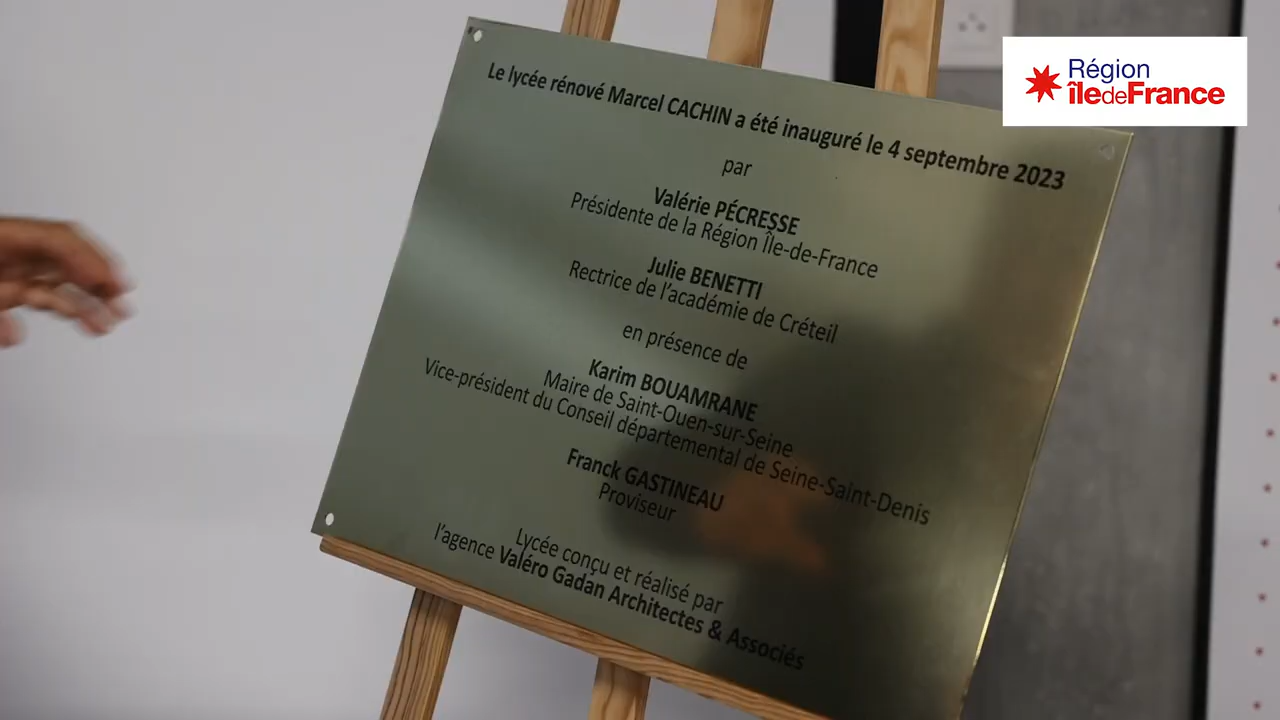 Région
îledeFrance
Le lycée rénové Marcel CACHIN a été inauguré le 4 septembre 2023
par
Valérie PÉCRESSE
Présidente de la Région Île-de-France
Julie BENETTI
Rectrice de l'académie de Créteil
en présence de
Karim BOUAMRANE
Maire de Saint-Ouen-sur-Seine
Vice-président du Conseil départemental de Seine-Saint-Denis
Franck GASTINEAU
Proviseur
Lycée conçu et réalisé par
l'agence Valéro Gadan Architectes & Associés